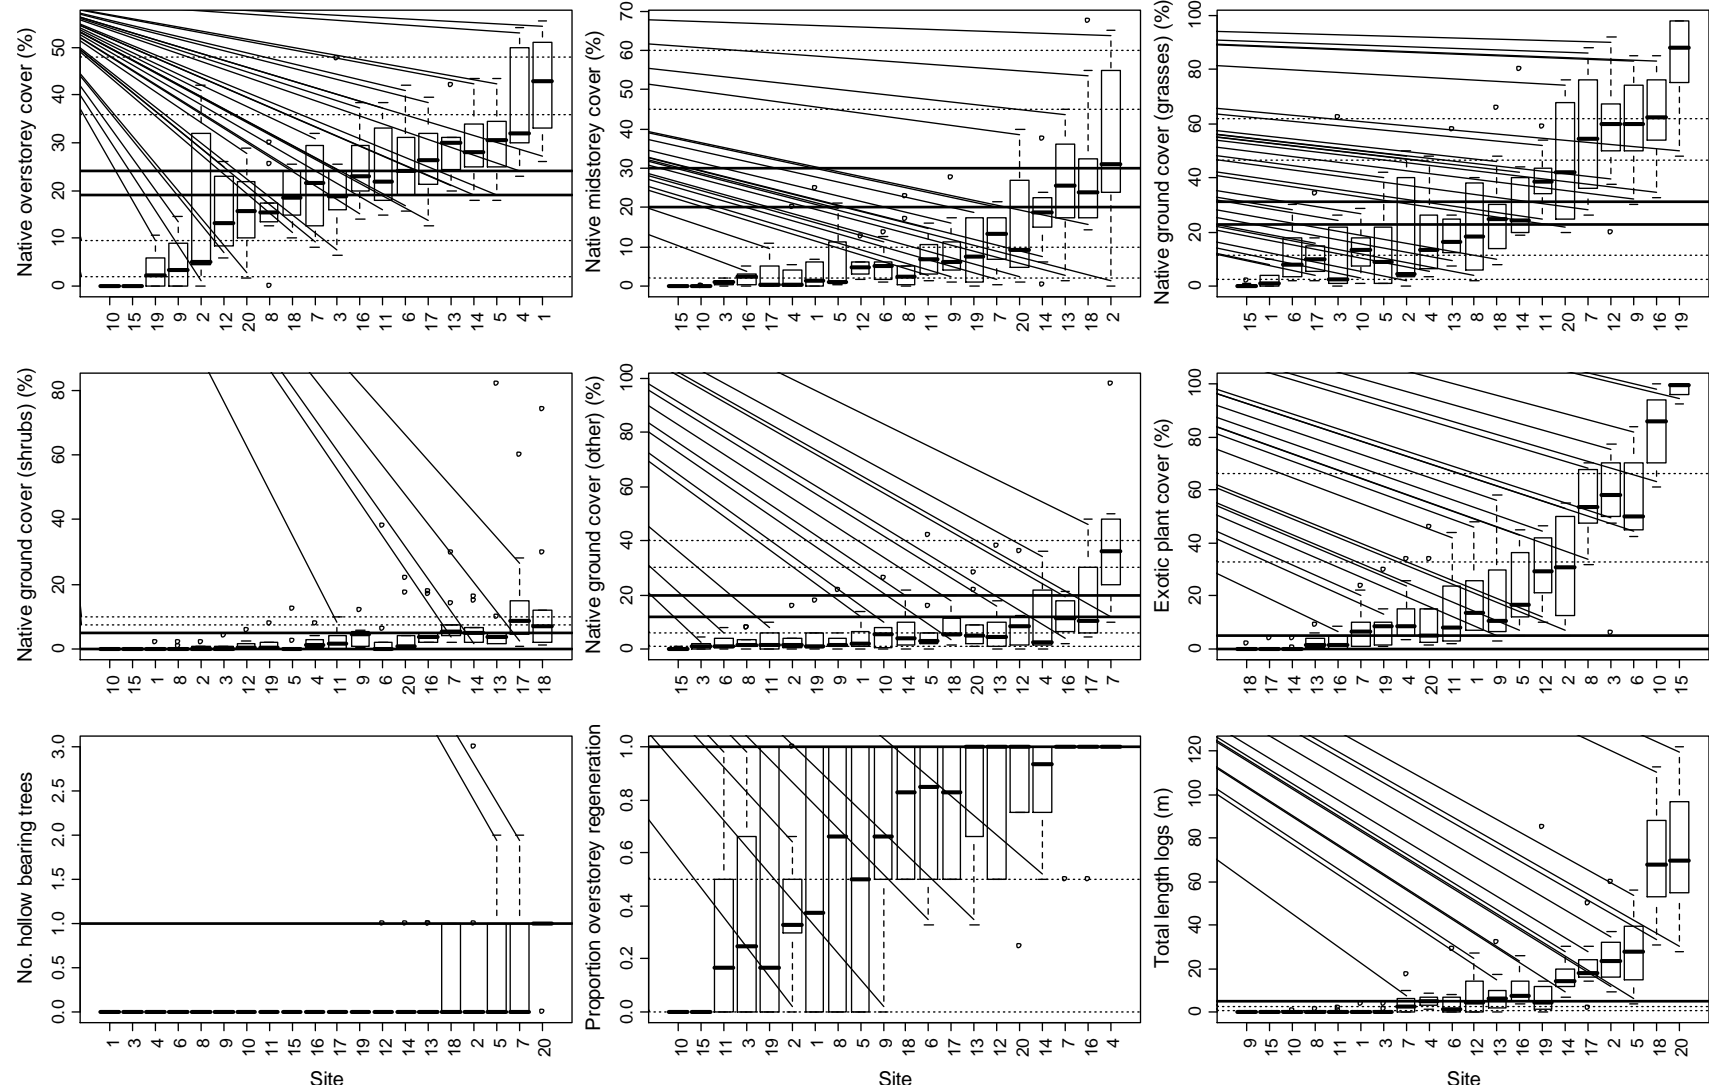 Native overstorey cover (%)
0 10 20 30 40 50
10 15 19 9 2 12 20 8 18 7 3 16 11 6 17 13 14 5 4 1
Native midstorey cover (%)
0 10 20 30 40 50 60 70
15 10 3 16 17 4 1 5 12 6 8 11 9 19 7 20 14 13 18 2
Native ground cover (grasses) (%)
0 20 40 60 80 100
15 1 6 17 3 10 5 2 4 13 8 18 14 11 20 7 12 9 16 19
Native ground cover (shrubs) (%)
0 20 40 60 80
10 15 1 8 2 3 12 19 5 4 11 9 6 20 16 7 14 13 17 18
Native ground cover (other) (%)
0 20 40 60 80 100
15 3 6 8 11 2 19 9 1 10 14 5 18 20 13 12 4 16 17 7
Exotic plant cover (%)
0 20 40 60 80 100
18 17 14 13 16 7 19 4 20 11 1 9 5 12 2 8 3 6 10 15
No. hollow bearing trees
0.0 0.5 1.0 1.5 2.0 2.5 3.0
1 3 4 6 8 9 10 11 15 16 17 19 12 14 13 18 2 5 7 20
Site
Proportion overstorey regeneration
0.0 0.2 0.4 0.6 0.8 1.0
10 15 11 3 19 2 1 8 5 9 18 6 17 13 12 20 14 7 16 4
Site
Total length logs (m)
0 20 40 60 80 100 120
9 15 10 8 11 1 3 7 4 6 12 13 16 19 14 17 2 5 18 20
Site